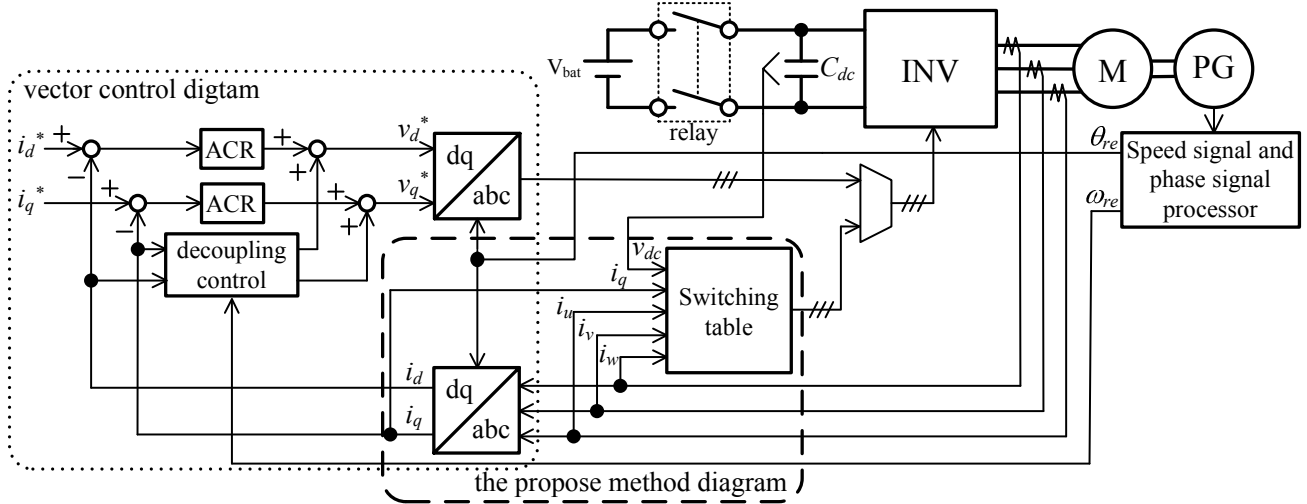 V_bat
relay
C_dc
INV
M
PG
vector control digtam
i_d^*
+
−
ACR
+
+
v_d^*
i_q^*
+
−
ACR
+
+
v_q^*
dq
abc
decoupling
control
θ_re
ω_re
Speed signal and
phase signal
processor
v_dc
i_q
i_u
i_v
i_w
Switching
table
i_d
i_q
dq
abc
the propose method diagram